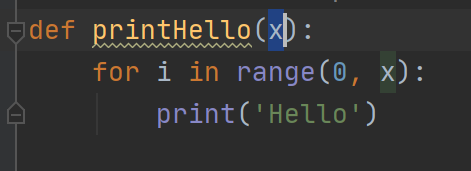 def printHello(x):
    for i in range(0, x):
        print('Hello')